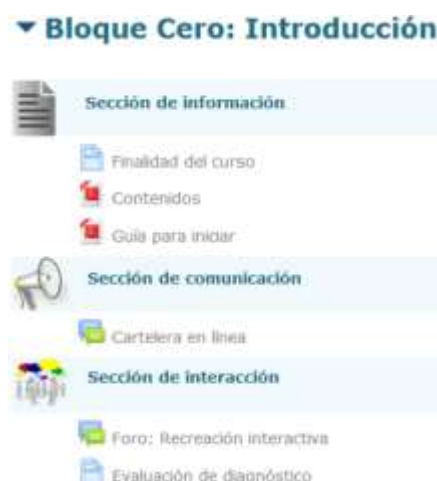 Bloque Cero: Introducción
Sección de información
Finalidad del curso
Contenidos
Guía para iniciar
Sección de comunicación
Cartelera en línea
Sección de interacción
Foro: Recreación interactiva
Evaluación de diagnóstico